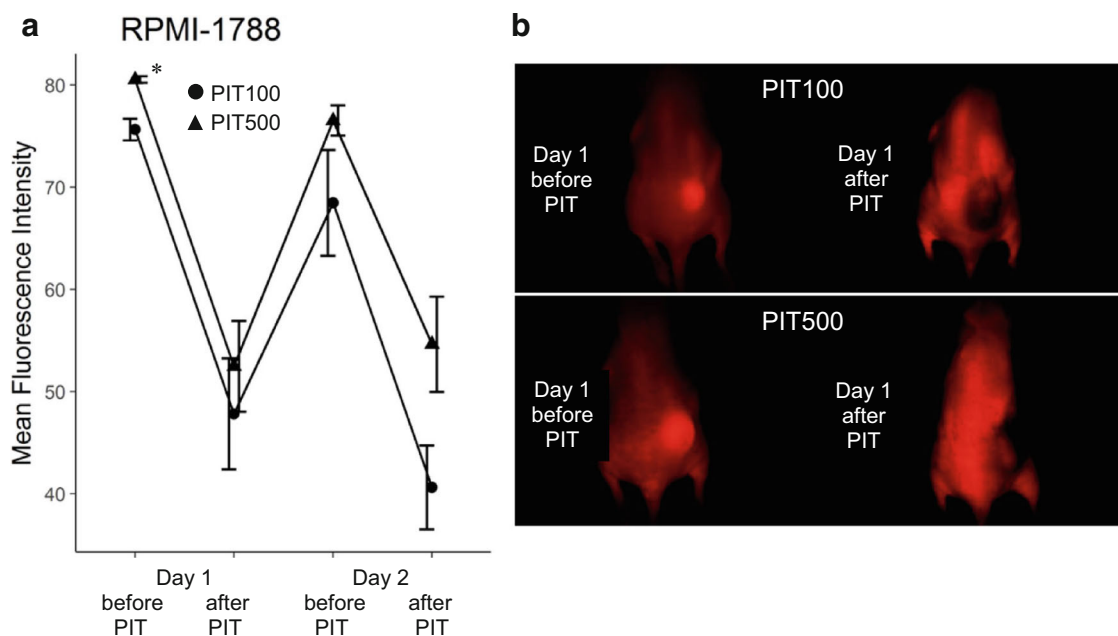 a
RPMI-1788
*
PIT100
PIT500
Mean Fluorescence Intensity
80
70
60
50
40
Day 1
Day 2
before PIT
after PIT
before PIT
after PIT
b
PIT100
Day 1
before
PIT
Day 1
after
PIT
PIT500
Day 1
before
PIT
Day 1
after
PIT